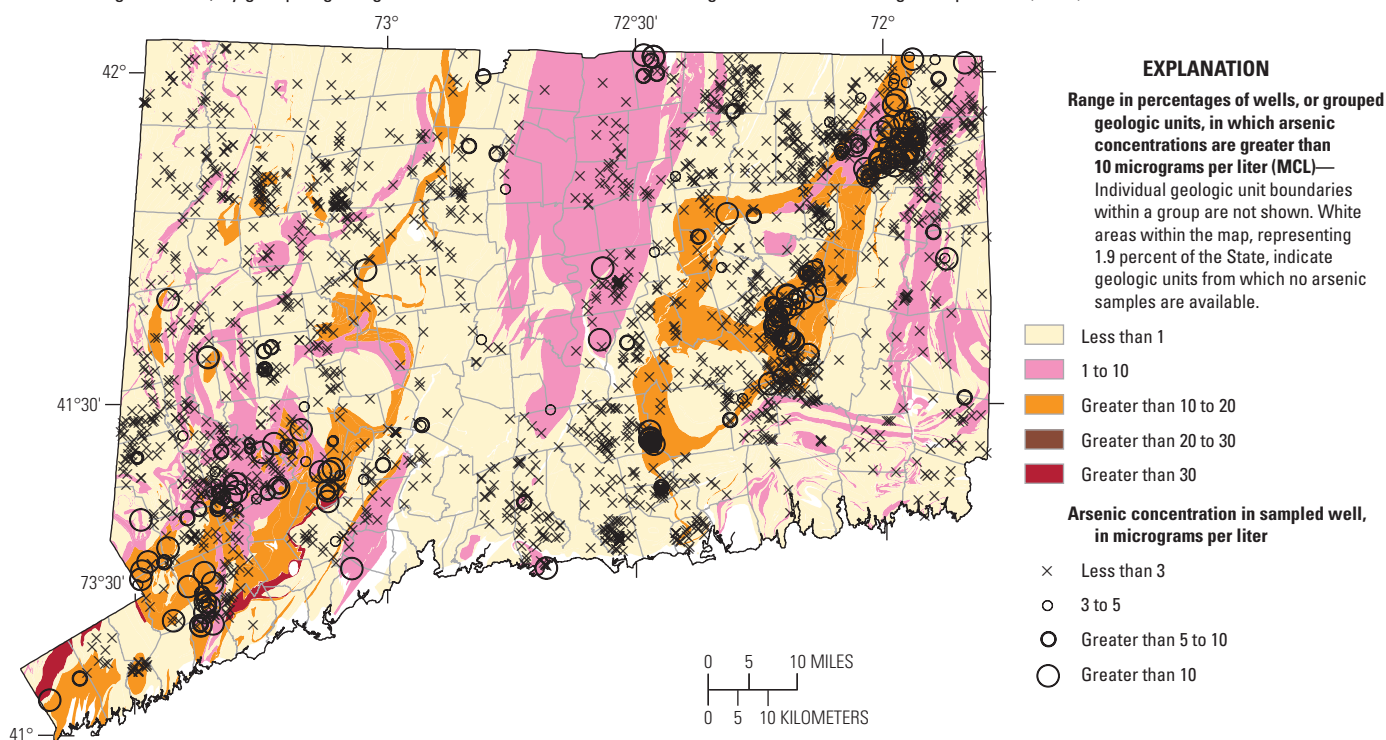 73°
72°30'
72°
42°
41°30'
73°30'
41°
0 5 10 MILES
0 5 10 KILOMETERS
EXPLANATION
Range in percentages of wells, or grouped
geologic units, in which arsenic
concentrations are greater than
10 micrograms per liter (MCL)—
Individual geologic unit boundaries
within a group are not shown. White
areas within the map, representing
1.9 percent of the State, indicate
geologic units from which no arsenic
samples are available.
Less than 1
1 to 10
Greater than 10 to 20
Greater than 20 to 30
Greater than 30
Arsenic concentration in sampled well,
in micrograms per liter
Less than 3
3 to 5
Greater than 5 to 10
Greater than 10